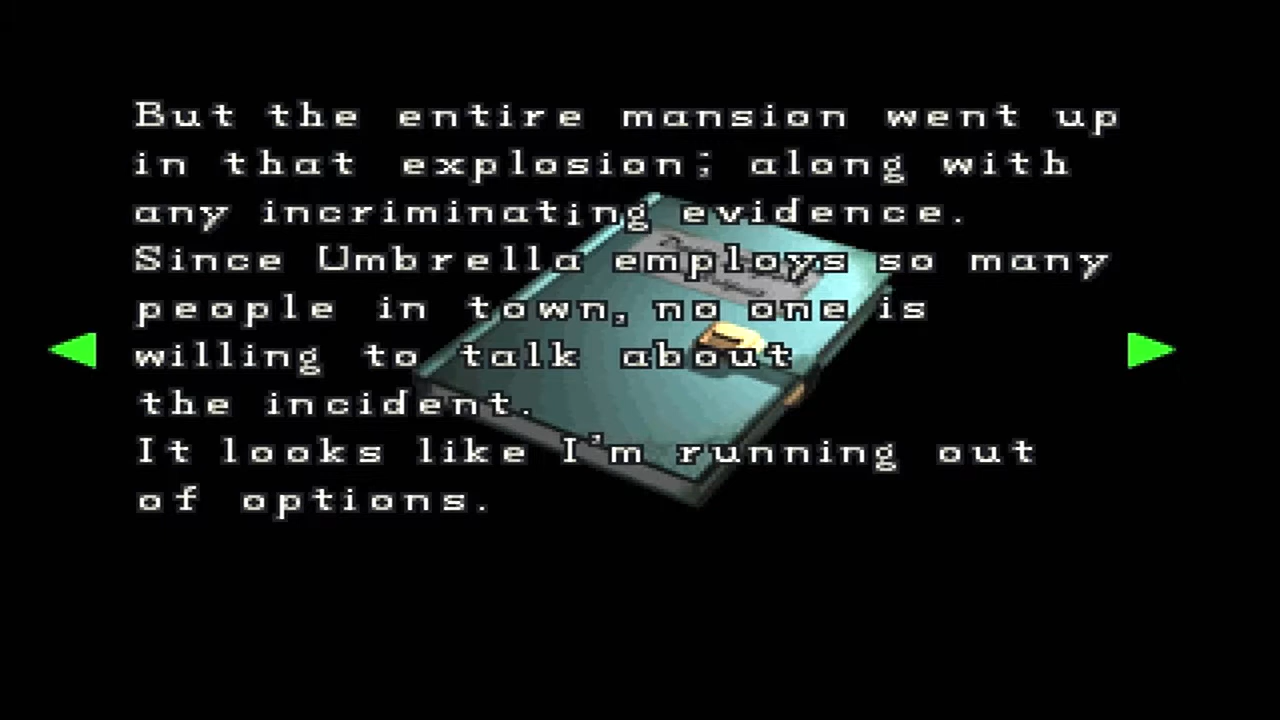 But the entire mansion went up
in that explosion; along with
any incriminating evidence.
Since Umbrella employs so many
people in town, no one is
willing to talk about
the incident.
It looks like I'm running out
of options.